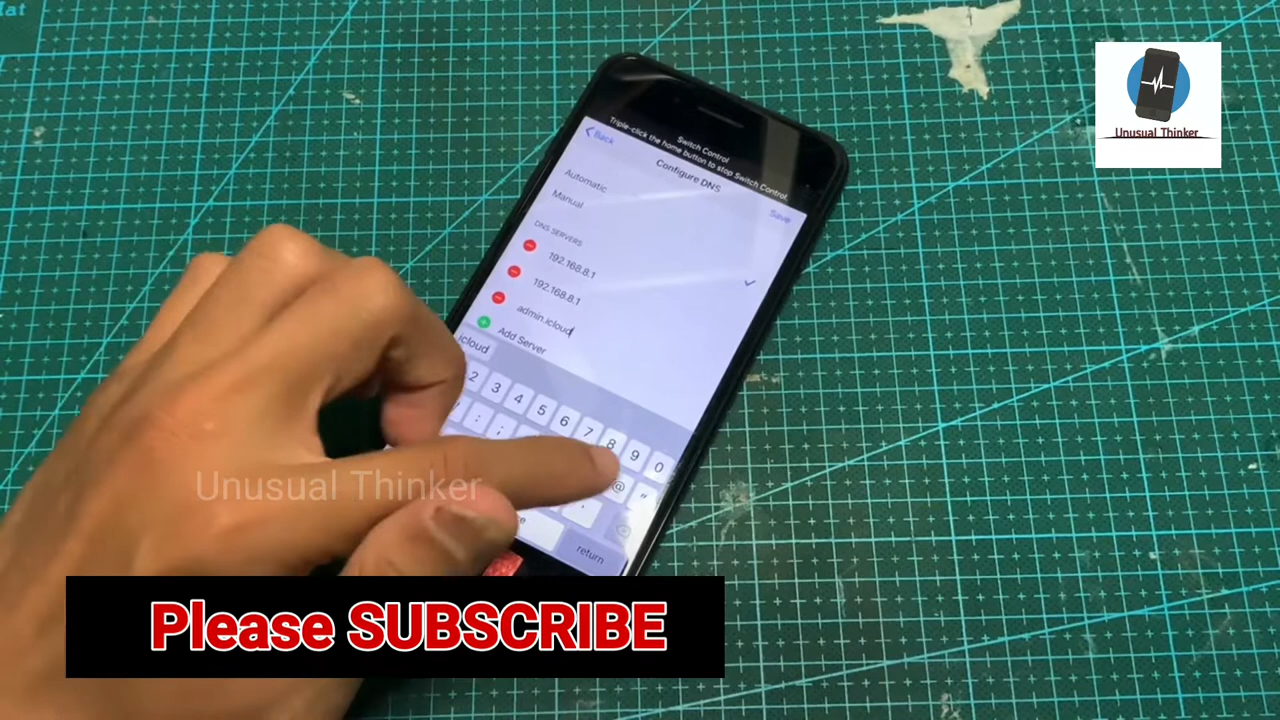 Mat
Unusual Thinker
Switch Control
Triple-click the home button to stop Switch Control.
Back
Configure DNS
Save
Automatic
Manual
DNS SERVERS
192.168.8.1
192.168.8.1
admin.icloud
Add Server
icloud
2 3 4 5 6 7 8 9 0
/ : ;
@ "
return
Unusual Thinker
Please SUBSCRIBE